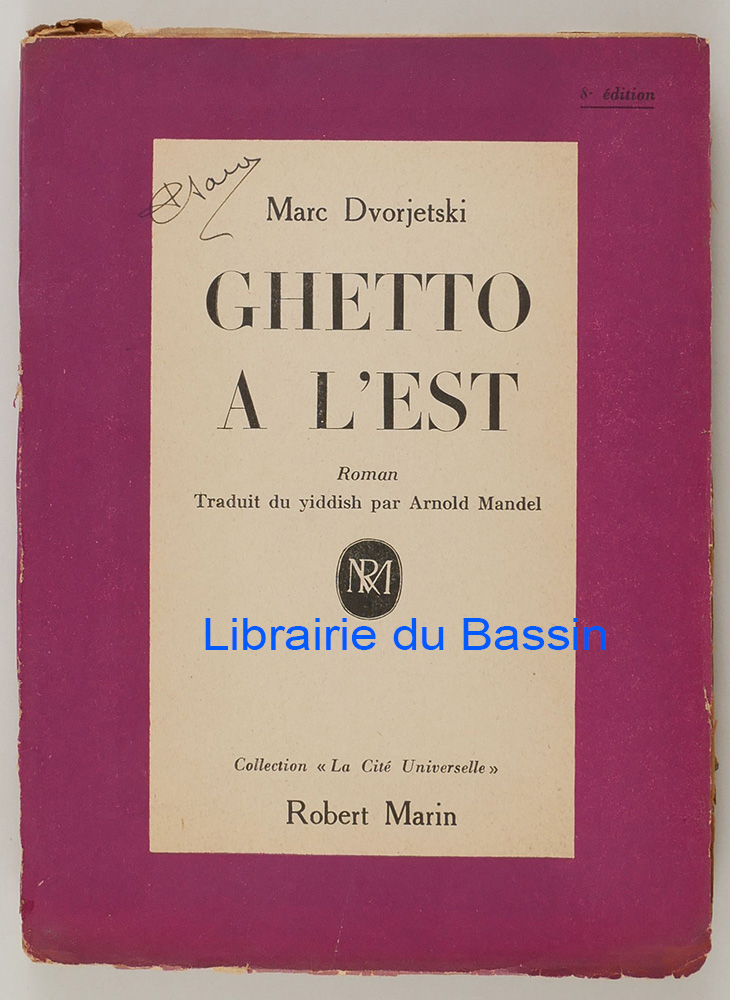 8e édition
Marc Dvorjetski
GHETTO
A L'EST
Roman
Traduit du yiddish par Arnold Mandel
RM
Librairie du Bassin
Collection « La Cité Universelle »
Robert Marin